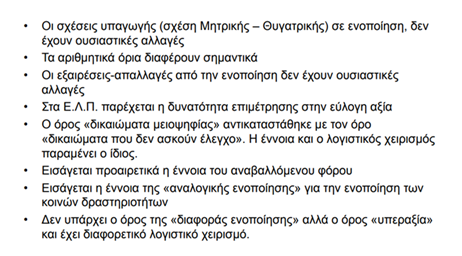 • Οι σχέσεις υπαγωγής (σχέση Μητρικής – Θυγατρικής) σε ενοποίηση, δεν
έχουν ουσιαστικές αλλαγές
• Τα αριθμητικά όρια διαφέρουν σημαντικά
• Οι εξαιρέσεις-απαλλαγές από την ενοποίηση δεν έχουν ουσιαστικές
αλλαγές
• Στα Ε.Λ.Π. παρέχεται η δυνατότητα επιμέτρησης στην εύλογη αξία
• Ο όρος «δικαιώματα μειοψηφίας» αντικαταστάθηκε με τον όρο
«δικαιώματα που δεν ασκούν έλεγχο». Η έννοια και ο λογιστικός χειρισμός
παραμένει ο ίδιος.
• Εισάγεται προαιρετικά η έννοια του αναβαλλόμενου φόρου
• Εισάγεται η έννοια της «αναλογικής ενοποίησης» για την ενοποίηση των
κοινών δραστηριοτήτων
• Δεν υπάρχει ο όρος της «διαφοράς ενοποίησης» αλλά ο όρος «υπεραξία»
και έχει διαφορετικό λογιστικό χειρισμό.